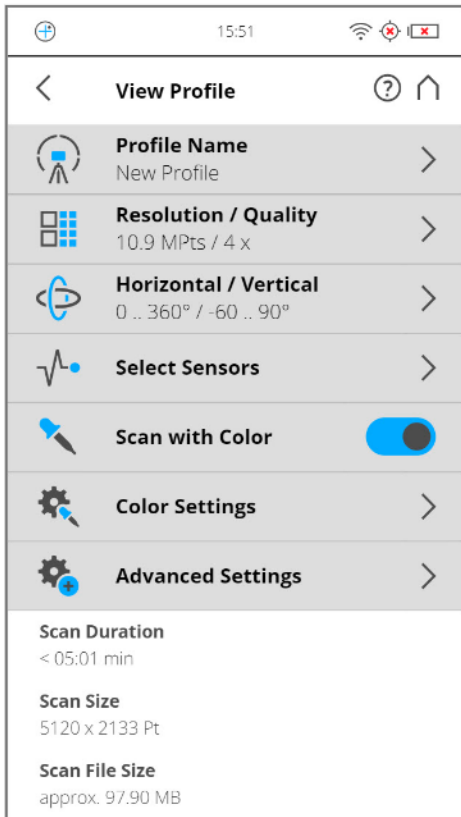 15:51
View Profile
Profile Name
New Profile
Resolution / Quality
10.9 MPts / 4 x
Horizontal / Vertical
0 .. 360° / -60 .. 90°
Select Sensors
Scan with Color
Color Settings
Advanced Settings
Scan Duration
< 05:01 min
Scan Size
5120 x 2133 Pt
Scan File Size
approx. 97.90 MB